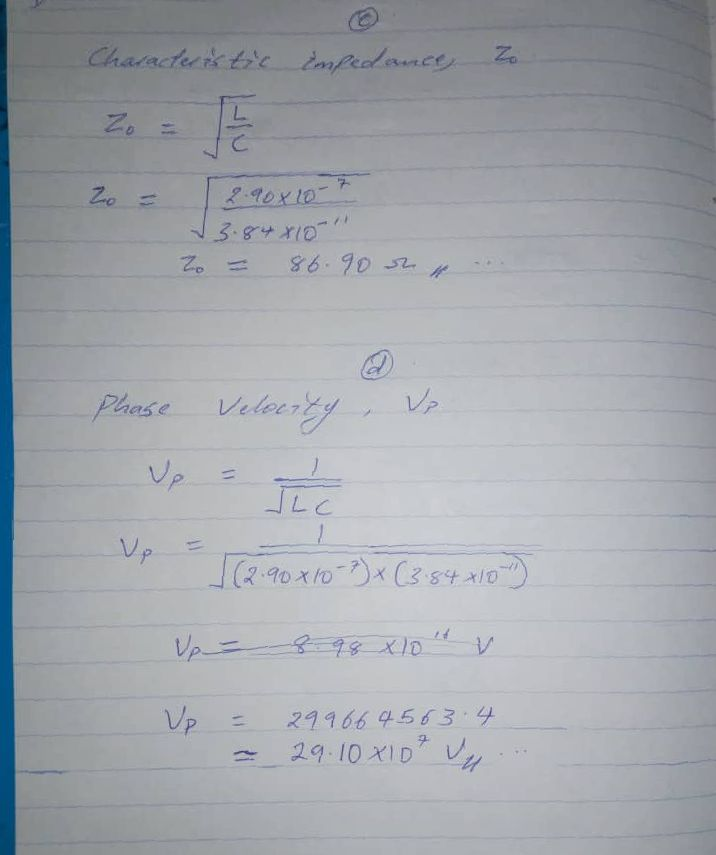 (c)
Characteristic impedance, Z₀
Z₀ = √(L/C)
Z₀ = √(2.90×10⁻⁷ / 3.84×10⁻¹¹)
Z₀ = 86.90 Ω ...
(d)
Phase Velocity, Vp
Vp = 1/√(LC)
Vp = 1/√((2.90×10⁻⁷)×(3.84×10⁻¹¹))
Vp = 8.98 ×10¹⁶ V
Vp = 299664563.4
≃ 29.10×10⁷ V ...